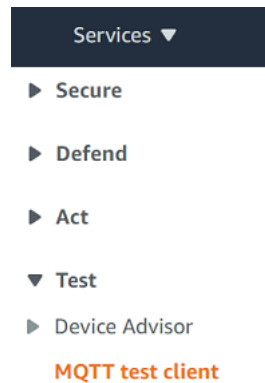 Services
Secure
Defend
Act
Test
Device Advisor
MQTT test client